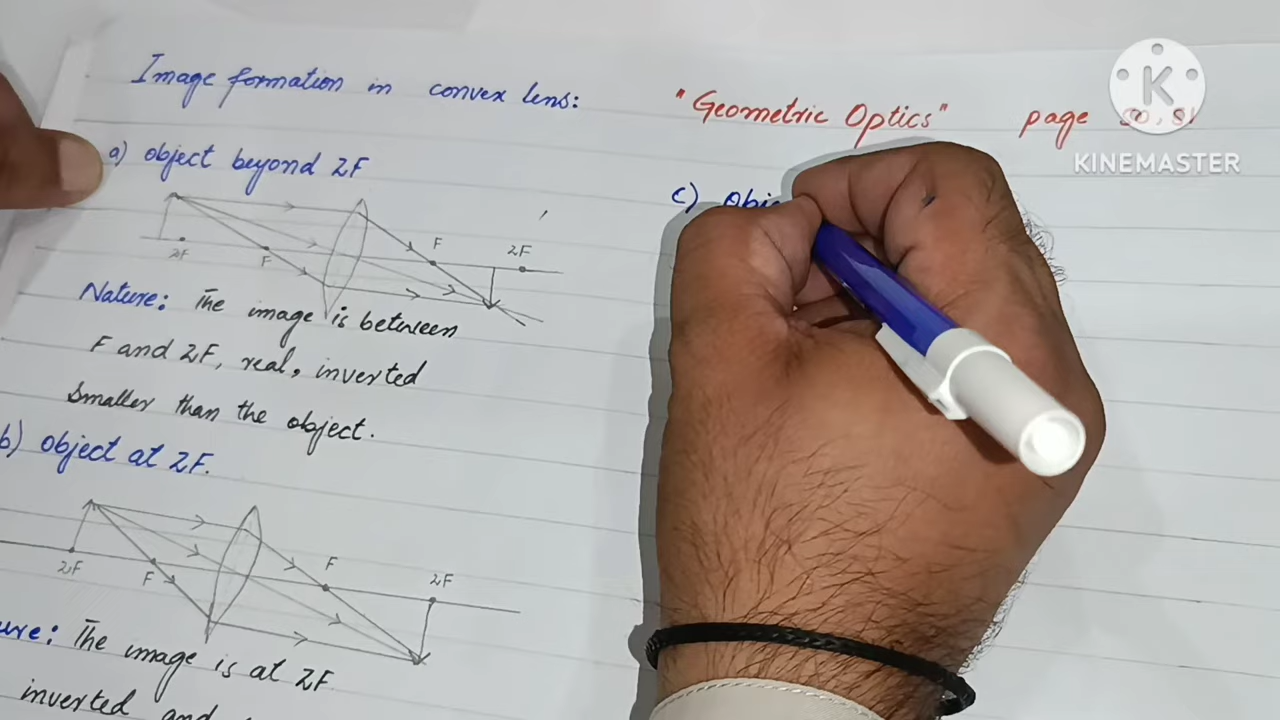 Image formation in convex lens:
"Geometric Optics" page
K
KINEMASTER
a) object beyond 2F
2F
F
F
2F
Nature: The image is between
F and 2F, real, inverted
Smaller than the object.
b) object at 2F.
2F
F
F
2F
The image is at 2F
inverted and
c)